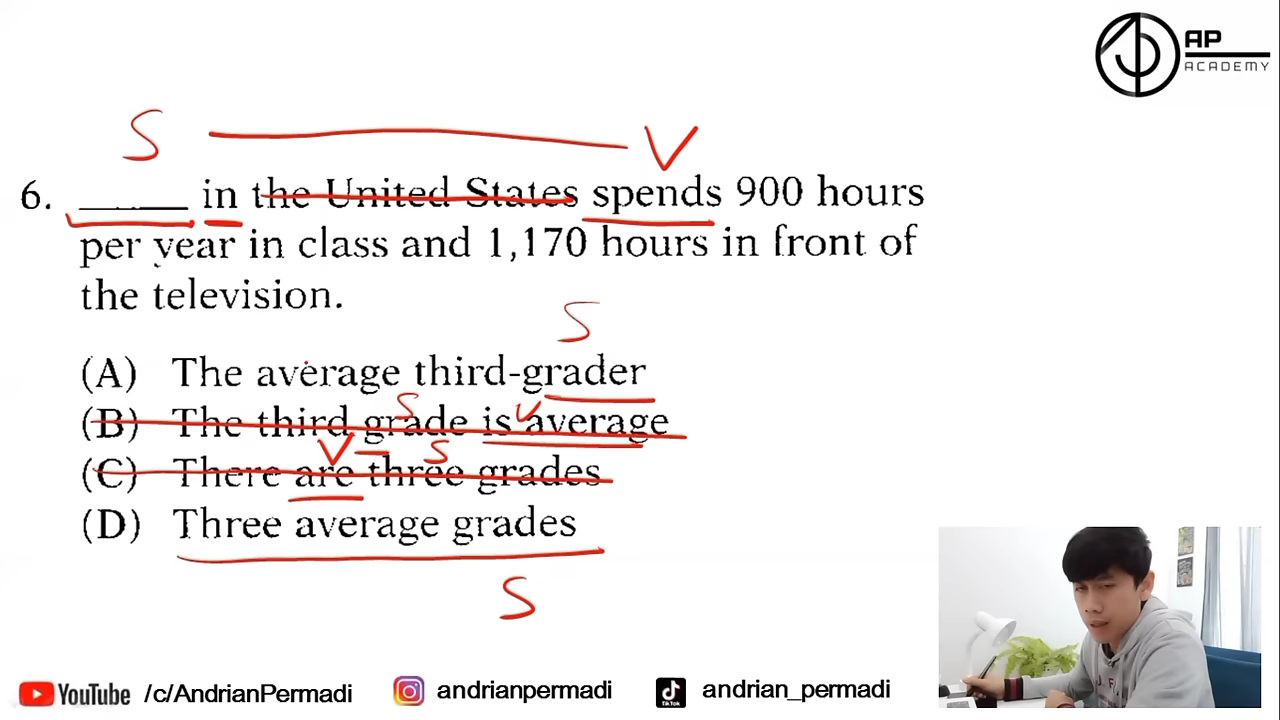 AP
ACADEMY
S V
6. _____ in the United States spends 900 hours
per year in class and 1,170 hours in front of
the television.
S
(A) The average third-grader
S V
(B) The third grade is average
V S
(C) There are three grades
(D) Three average grades
S
YouTube /c/AndrianPermadi andrianpermadi TikTok andrian_permadi